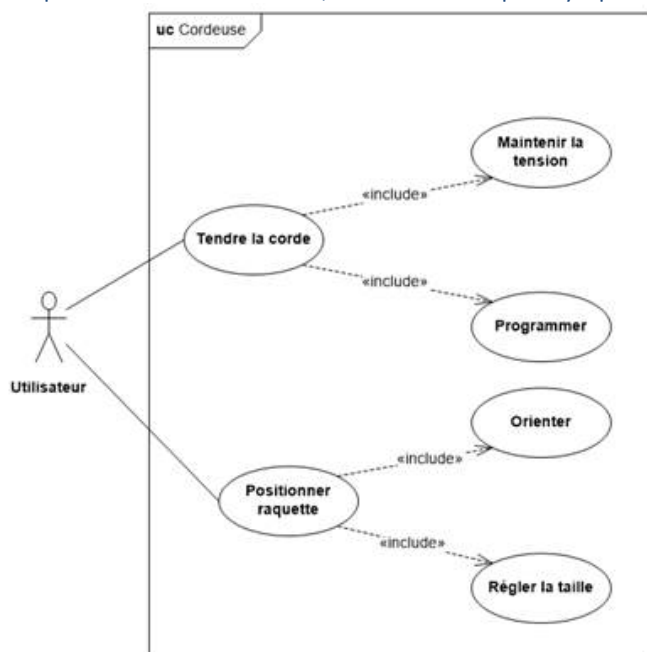 uc Cordeuse
Maintenir la
tension
«include»
Tendre la corde
«include»
Programmer
Utilisateur
Orienter
«include»
Positionner
raquette
«include»
Régler la taille